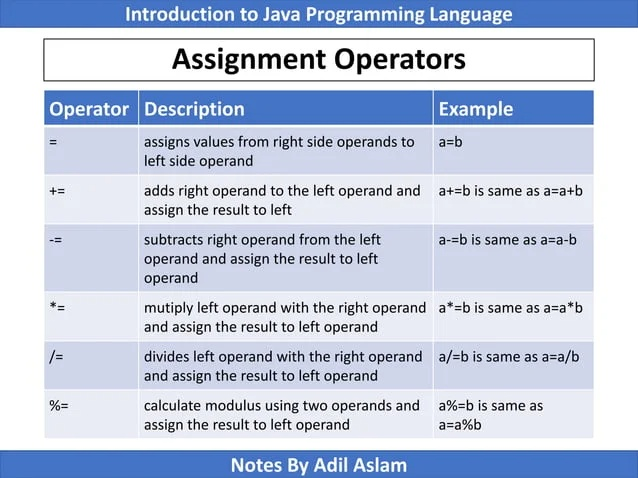 Introduction to Java Programming Language
Assignment Operators
Operator Description Example
= assigns values from right side operands to a=b
left side operand
+= adds right operand to the left operand and a+=b is same as a=a+b
assign the result to left
-= subtracts right operand from the left a-=b is same as a=a-b
operand and assign the result to left
operand
*= mutiply left operand with the right operand a*=b is same as a=a*b
and assign the result to left operand
/= divides left operand with the right operand a/=b is same as a=a/b
and assign the result to left operand
%= calculate modulus using two operands and a%=b is same as
assign the result to left operand a=a%b
Notes By Adil Aslam